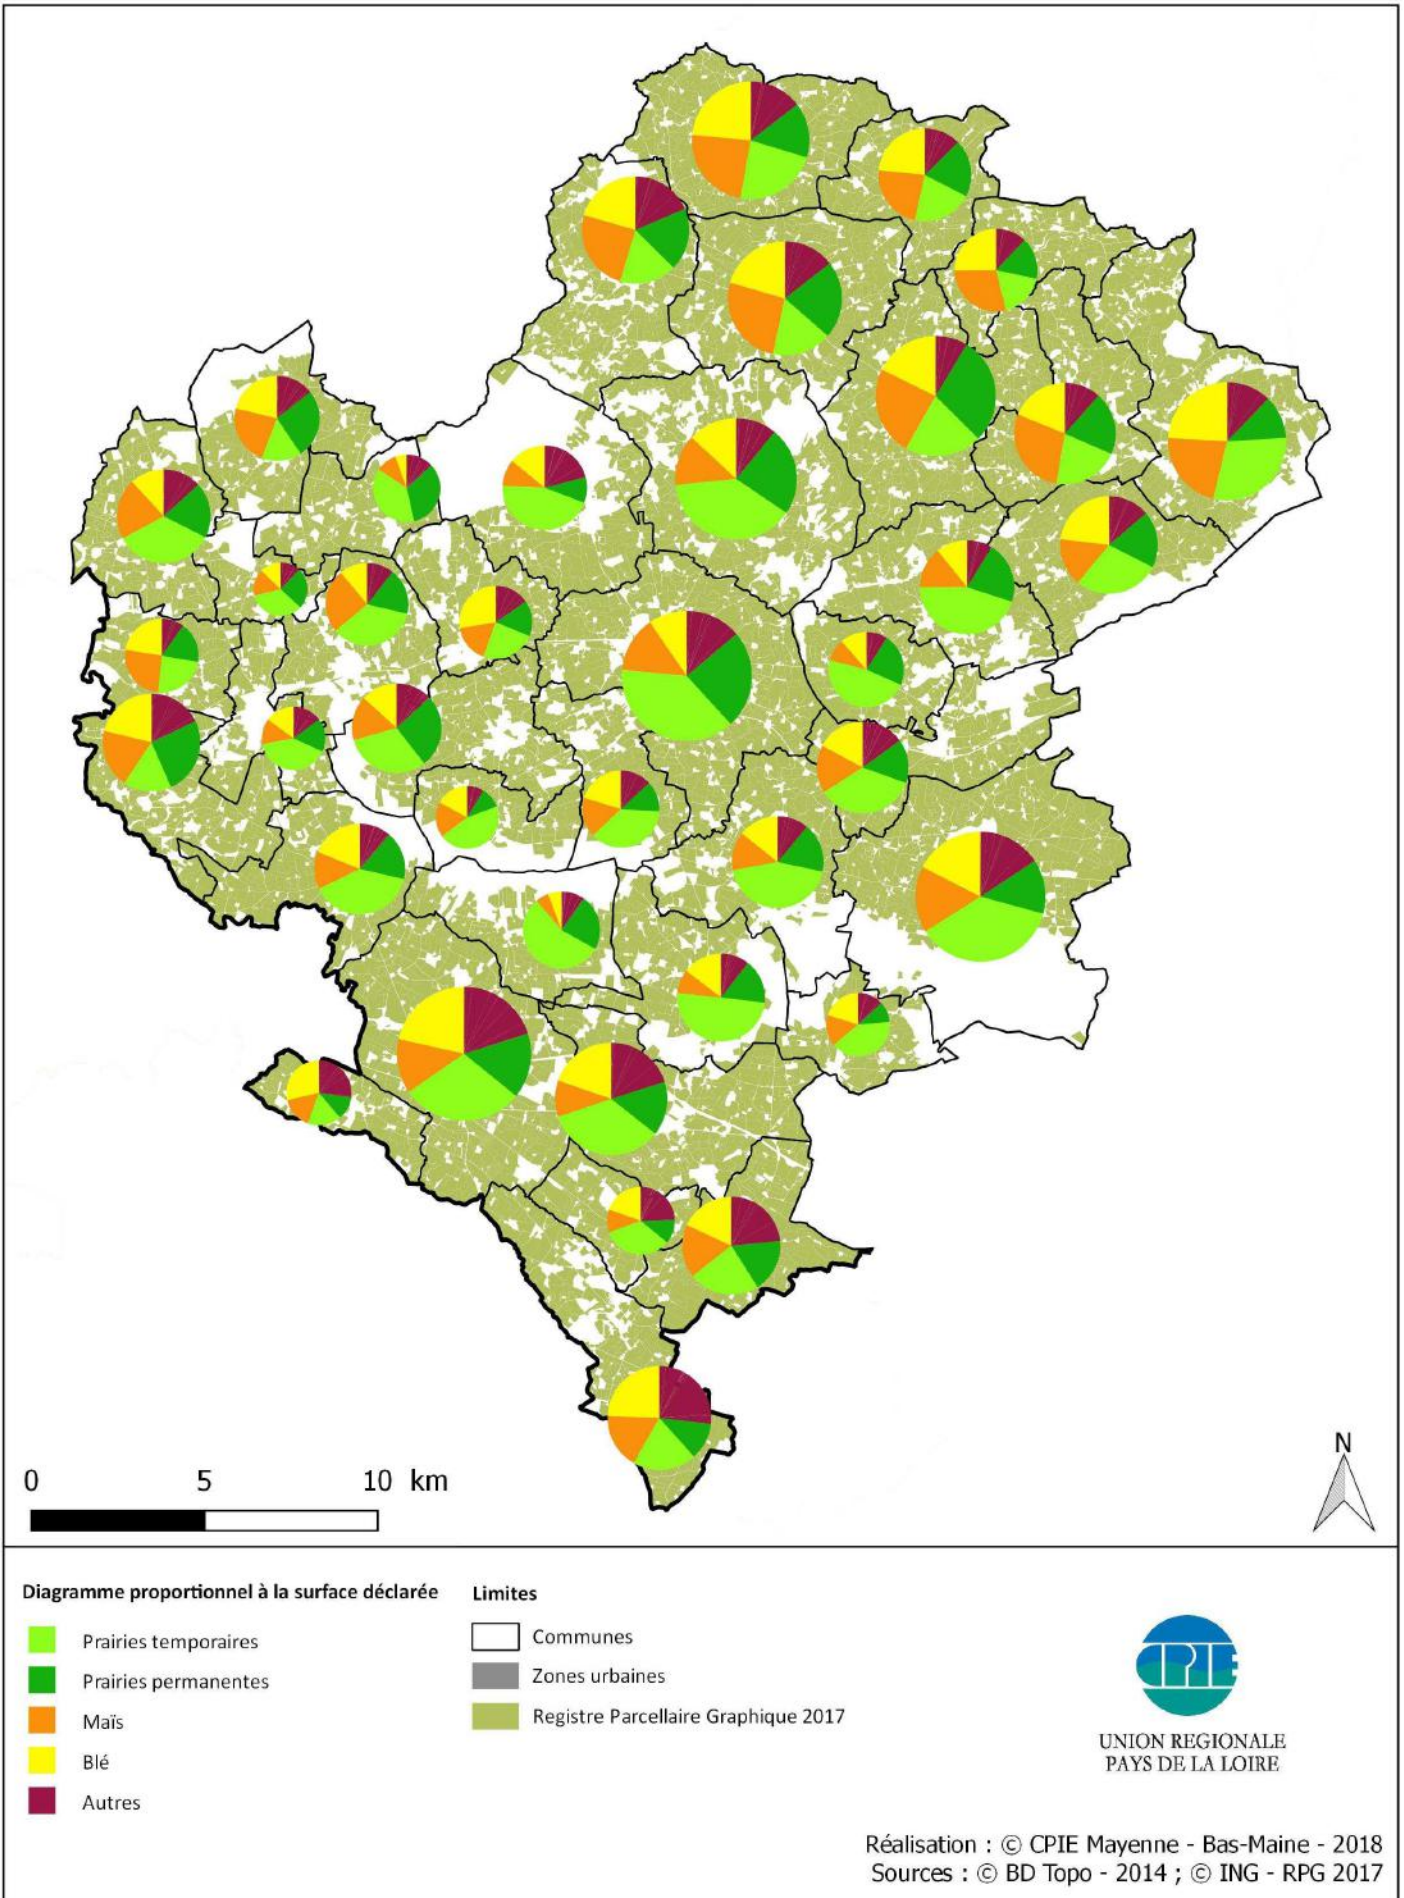 0 5 10 km
N
Diagramme proportionnel à la surface déclarée
Prairies temporaires
Prairies permanentes
Maïs
Blé
Autres
Limites
Communes
Zones urbaines
Registre Parcellaire Graphique 2017
CPIE
UNION REGIONALE
PAYS DE LA LOIRE
Réalisation : © CPIE Mayenne - Bas-Maine - 2018
Sources : © BD Topo - 2014 ; © ING - RPG 2017